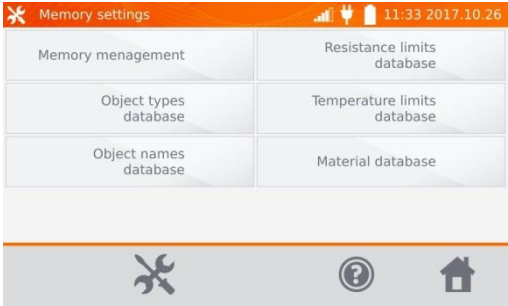 Memory settings
11:33 2017.10.26
Memory menagement
Resistance limits
database
Object types
database
Temperature limits
database
Object names
database
Material database
?